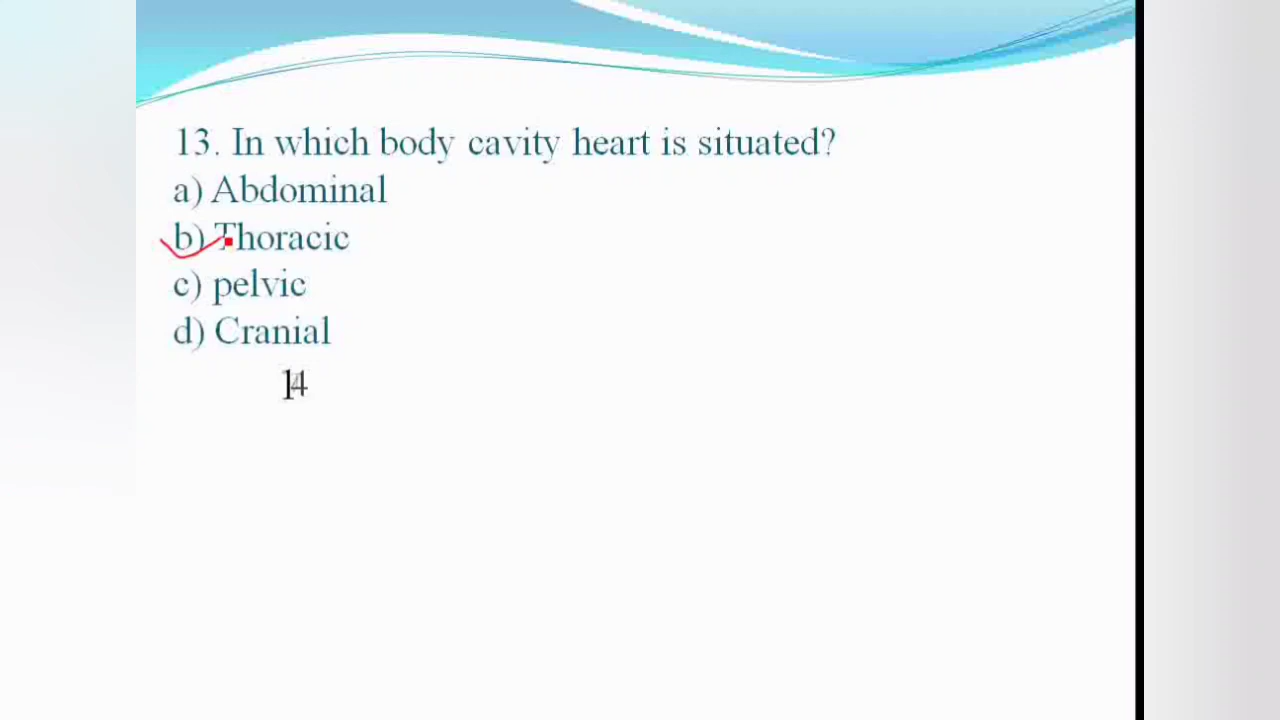 13. In which body cavity heart is situated?
a) Abdominal
b) Thoracic
c) pelvic
d) Cranial
14